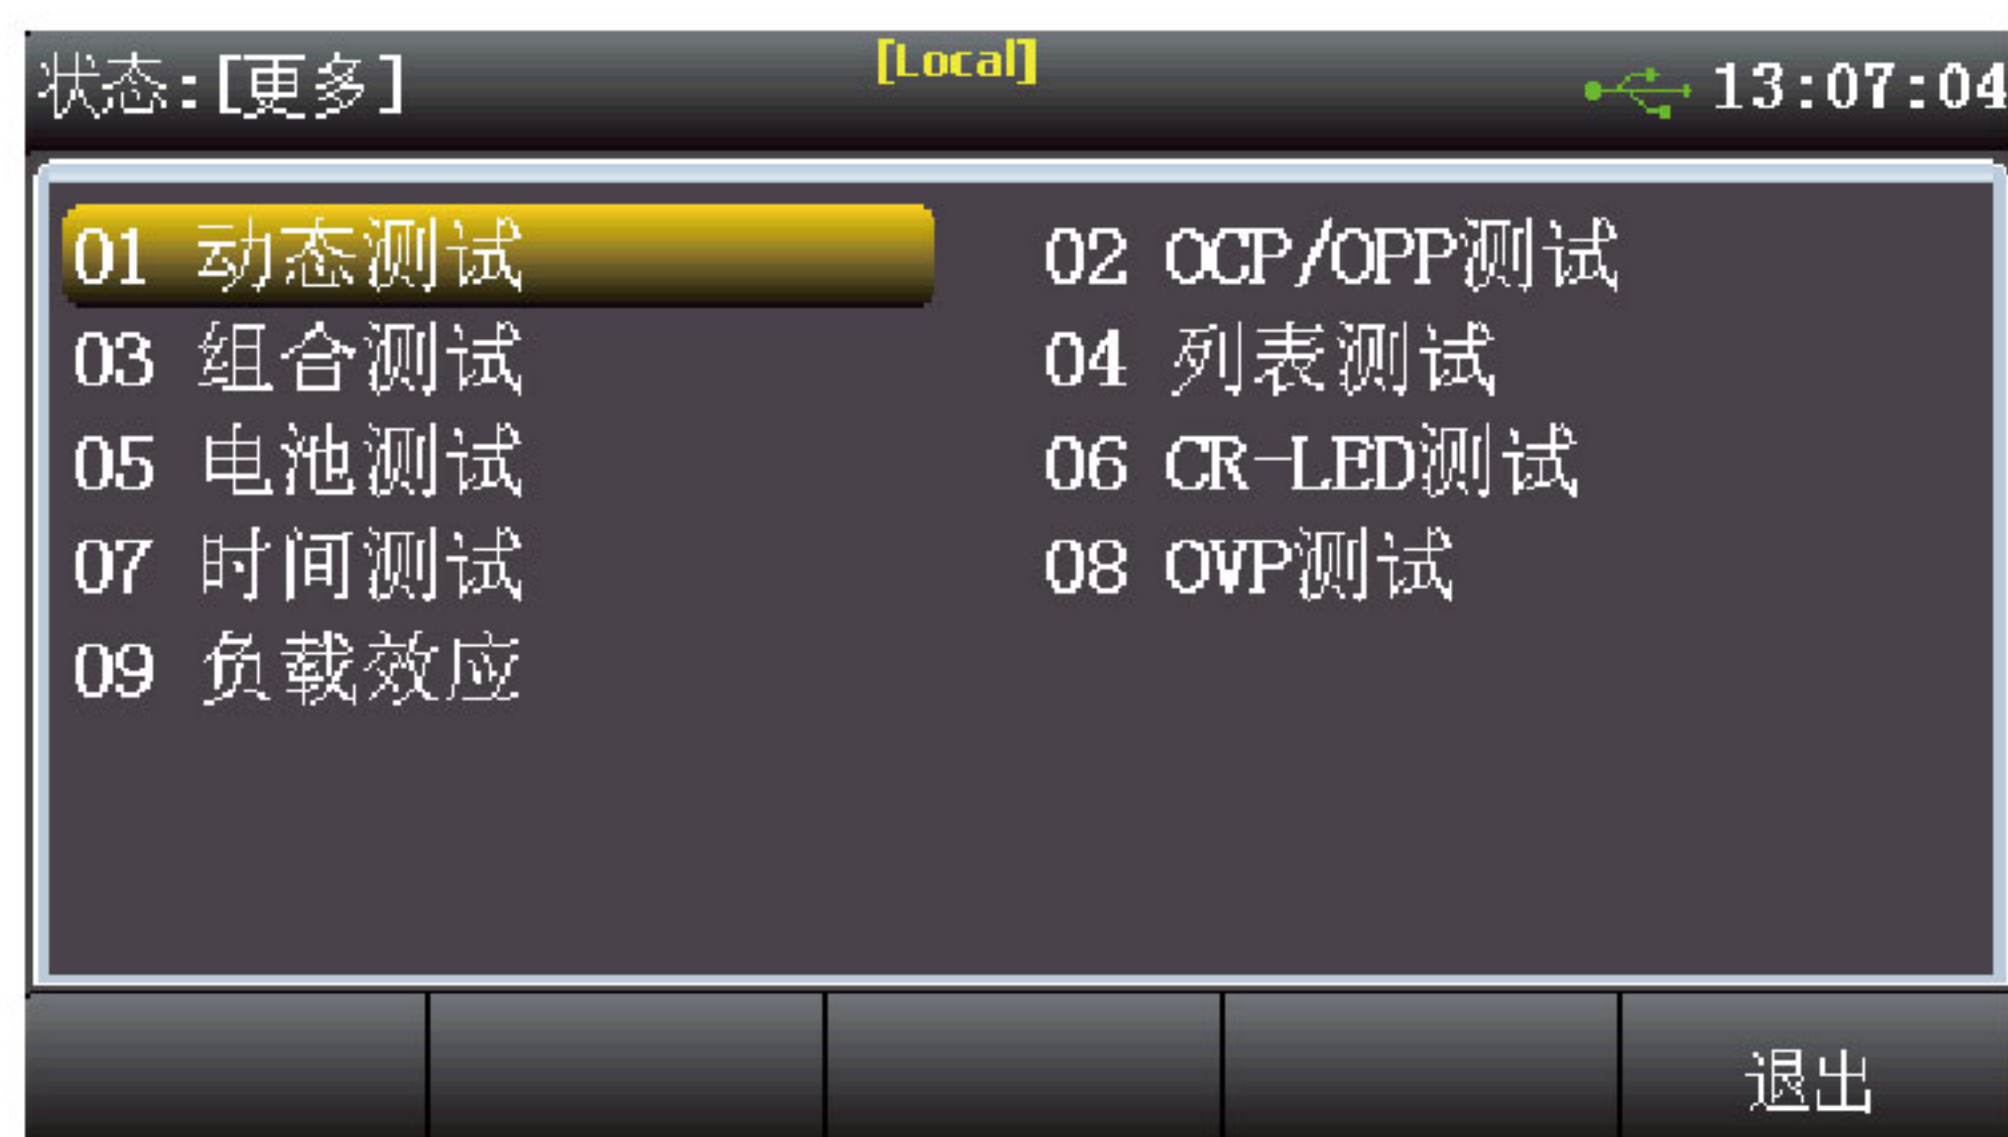 状态:[更多] [Local] 13:07:04
01 动态测试 02 OCP/OPP测试
03 组合测试 04 列表测试
05 电池测试 06 CR-LED测试
07 时间测试 08 OVP测试
09 负载效应
退出